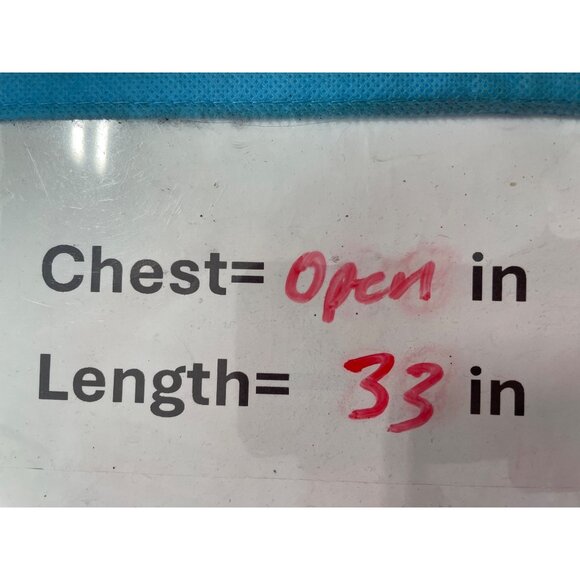 Chest= Open in
Length= 33 in